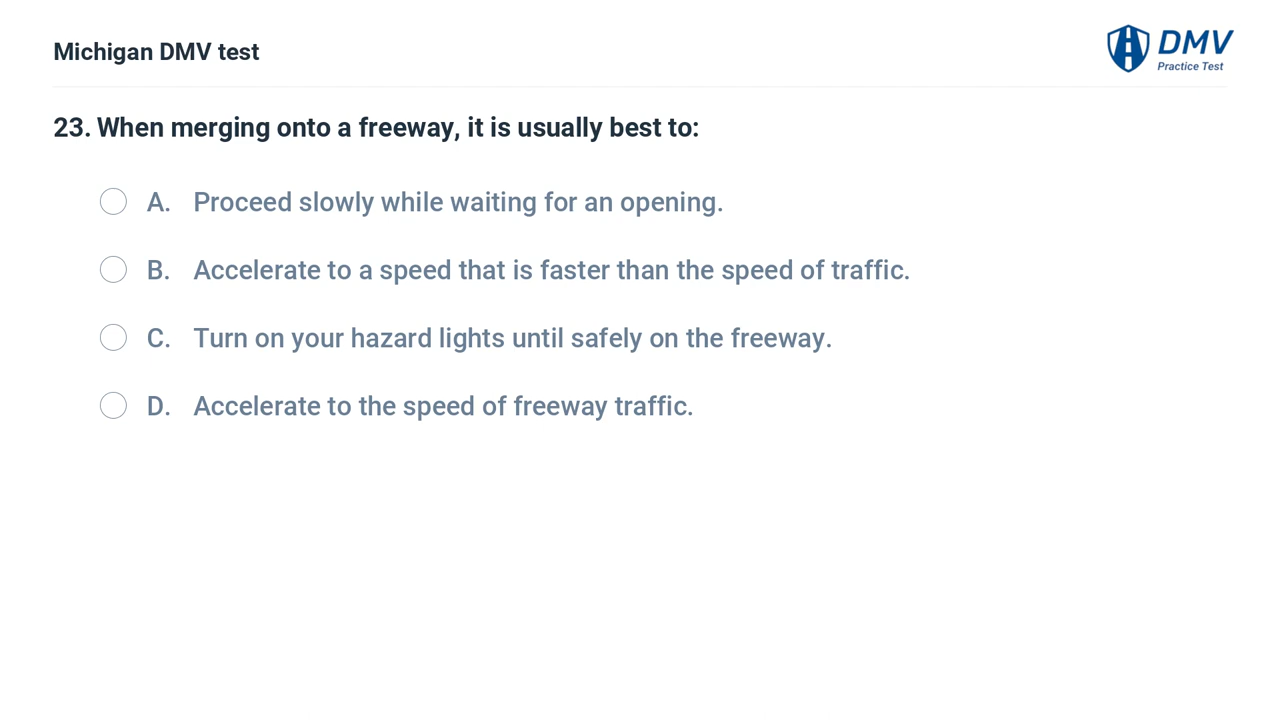 Michigan DMV test
DMV
Practice Test
23. When merging onto a freeway, it is usually best to:
A. Proceed slowly while waiting for an opening.
B. Accelerate to a speed that is faster than the speed of traffic.
C. Turn on your hazard lights until safely on the freeway.
D. Accelerate to the speed of freeway traffic.